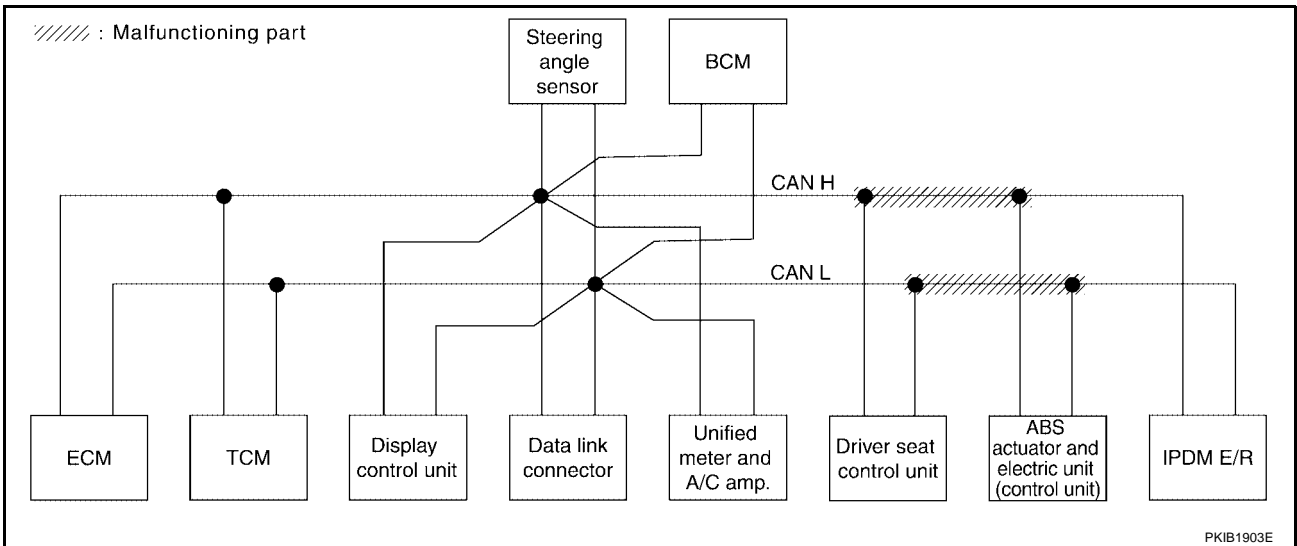 : Malfunctioning part
Steering
angle
sensor
BCM
CAN H
CAN L
ECM
TCM
Display
control unit
Data link
connector
Unified
meter and
A/C amp.
Driver seat
control unit
ABS
actuator and
electric unit
(control unit)
IPDM E/R
PKIB1903E